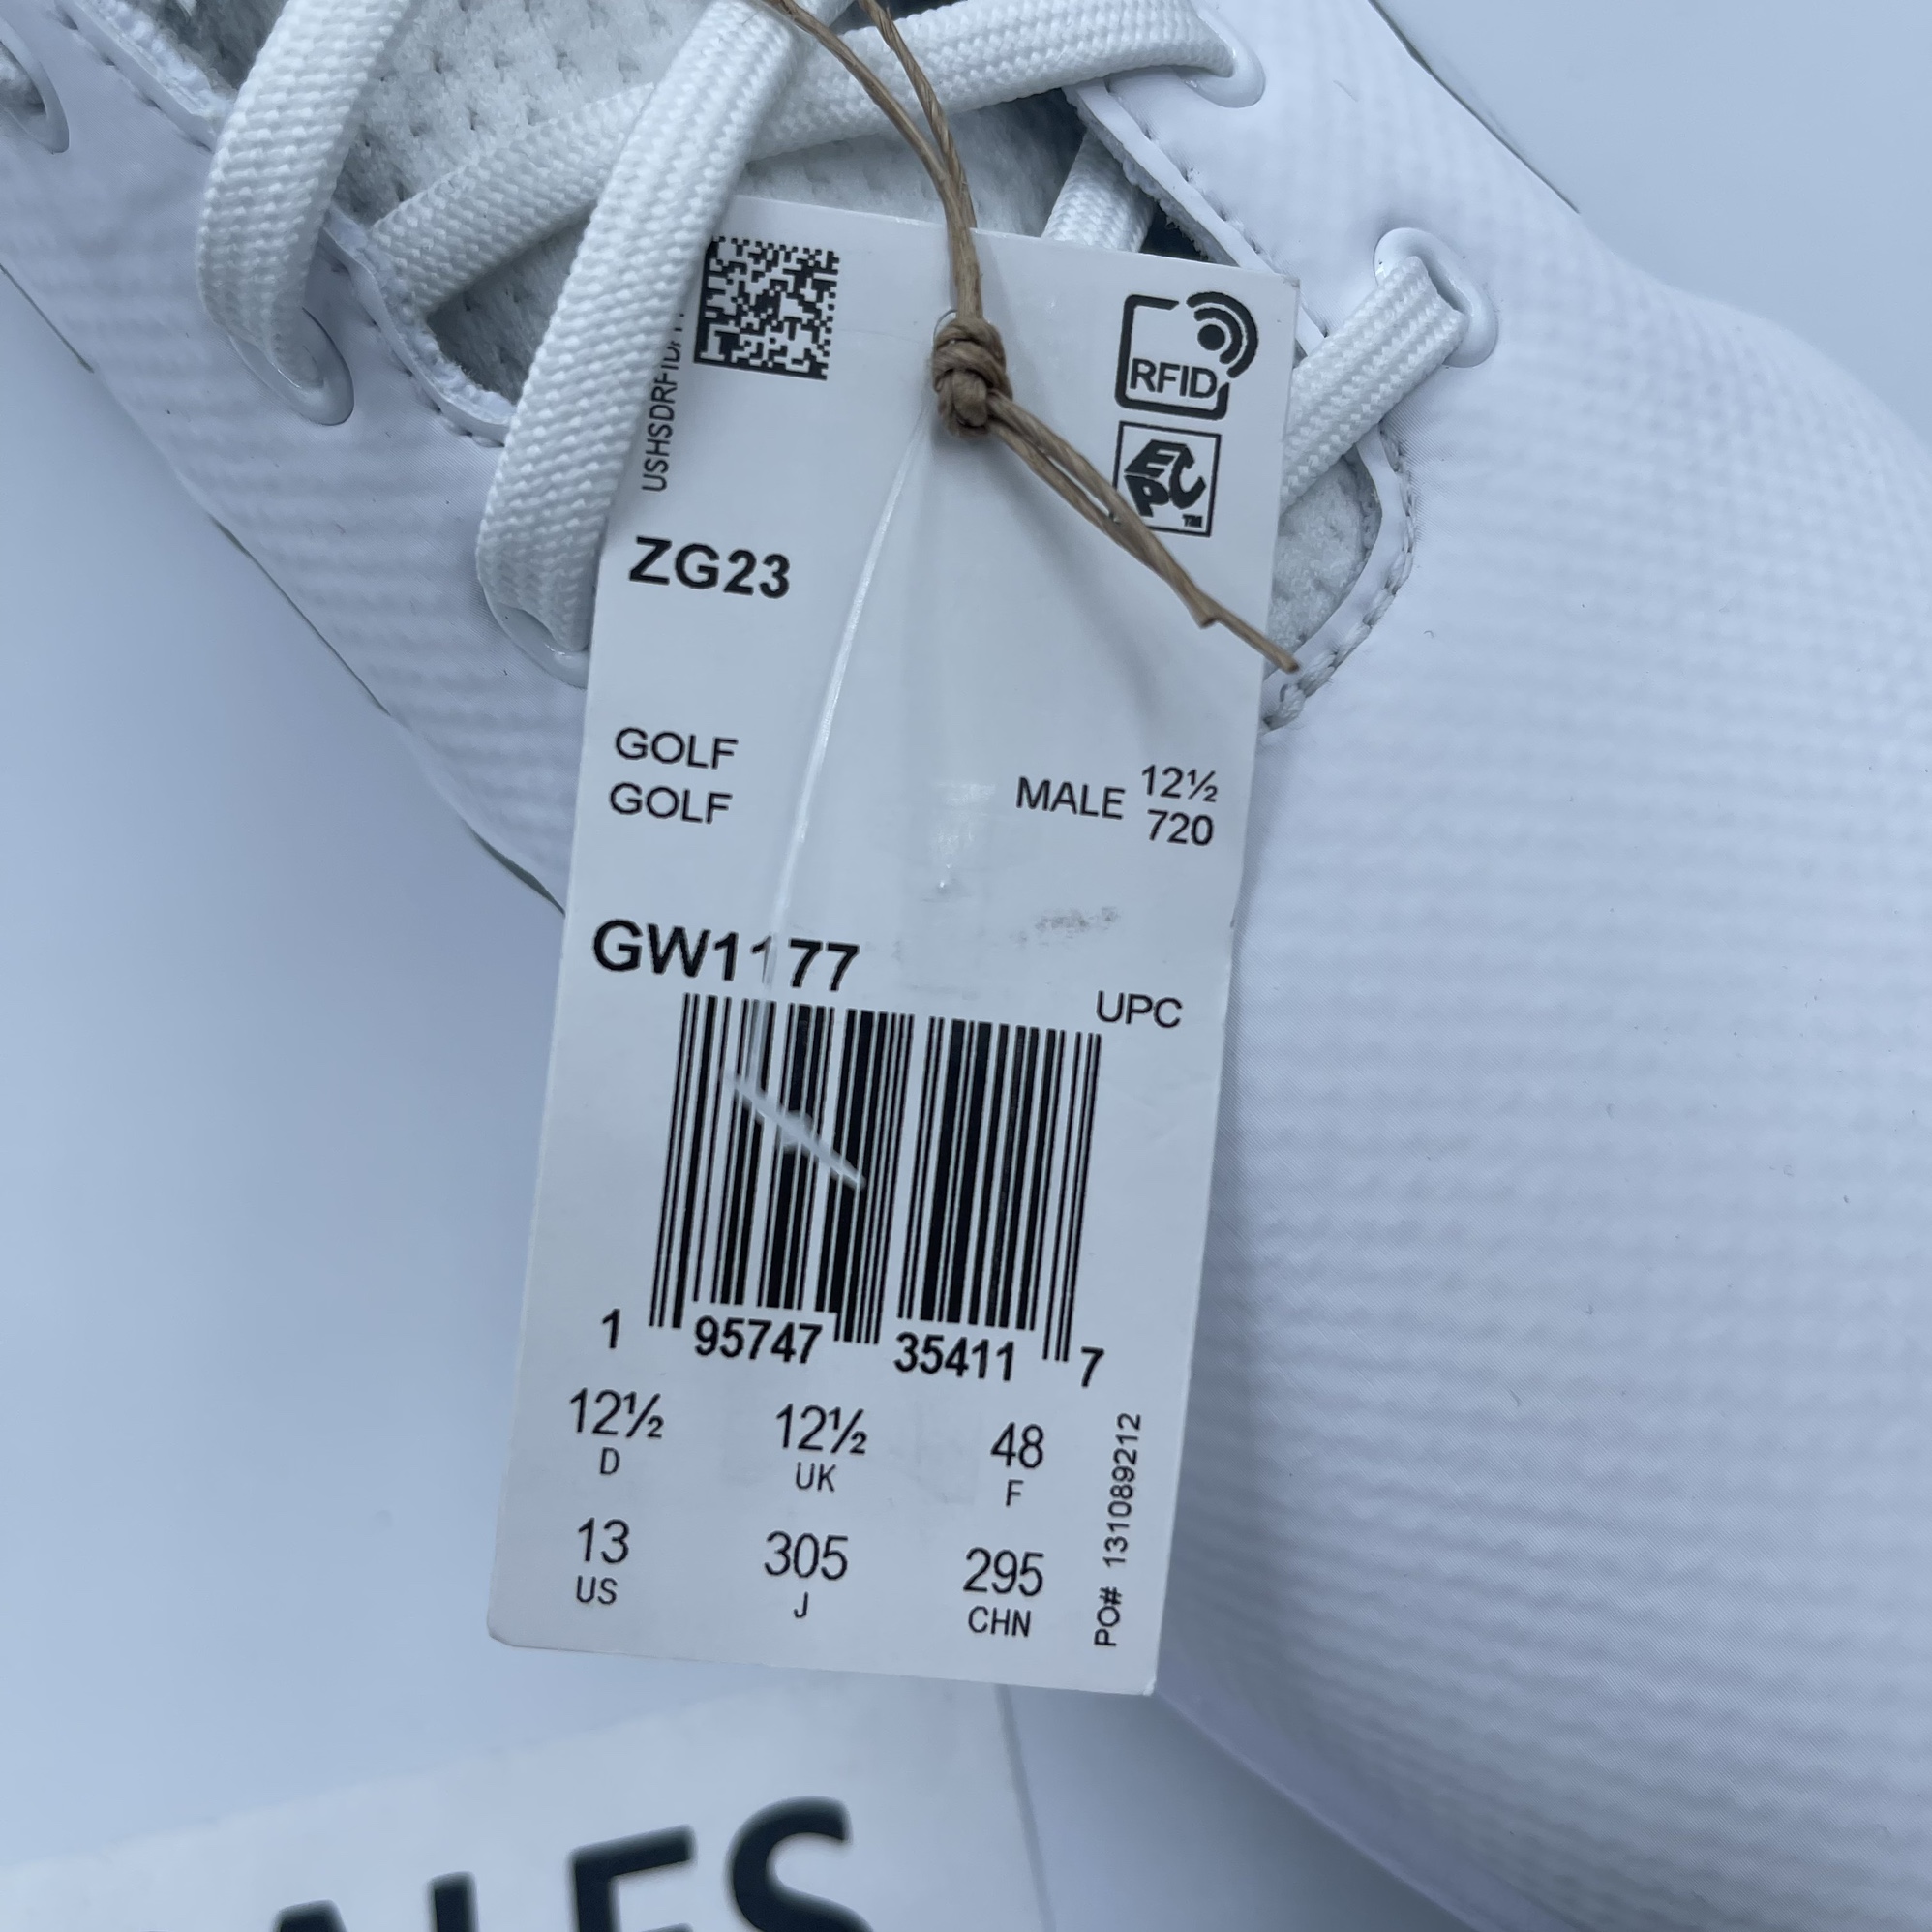 RFID
EPC™
USHSDRFID
ZG23
GOLF
GOLF
MALE 12½
720
GW1177
UPC
1 95747 35411 7
12½ 12½ 48
D UK F
13 305 295
US J CHN
PO# 131089212